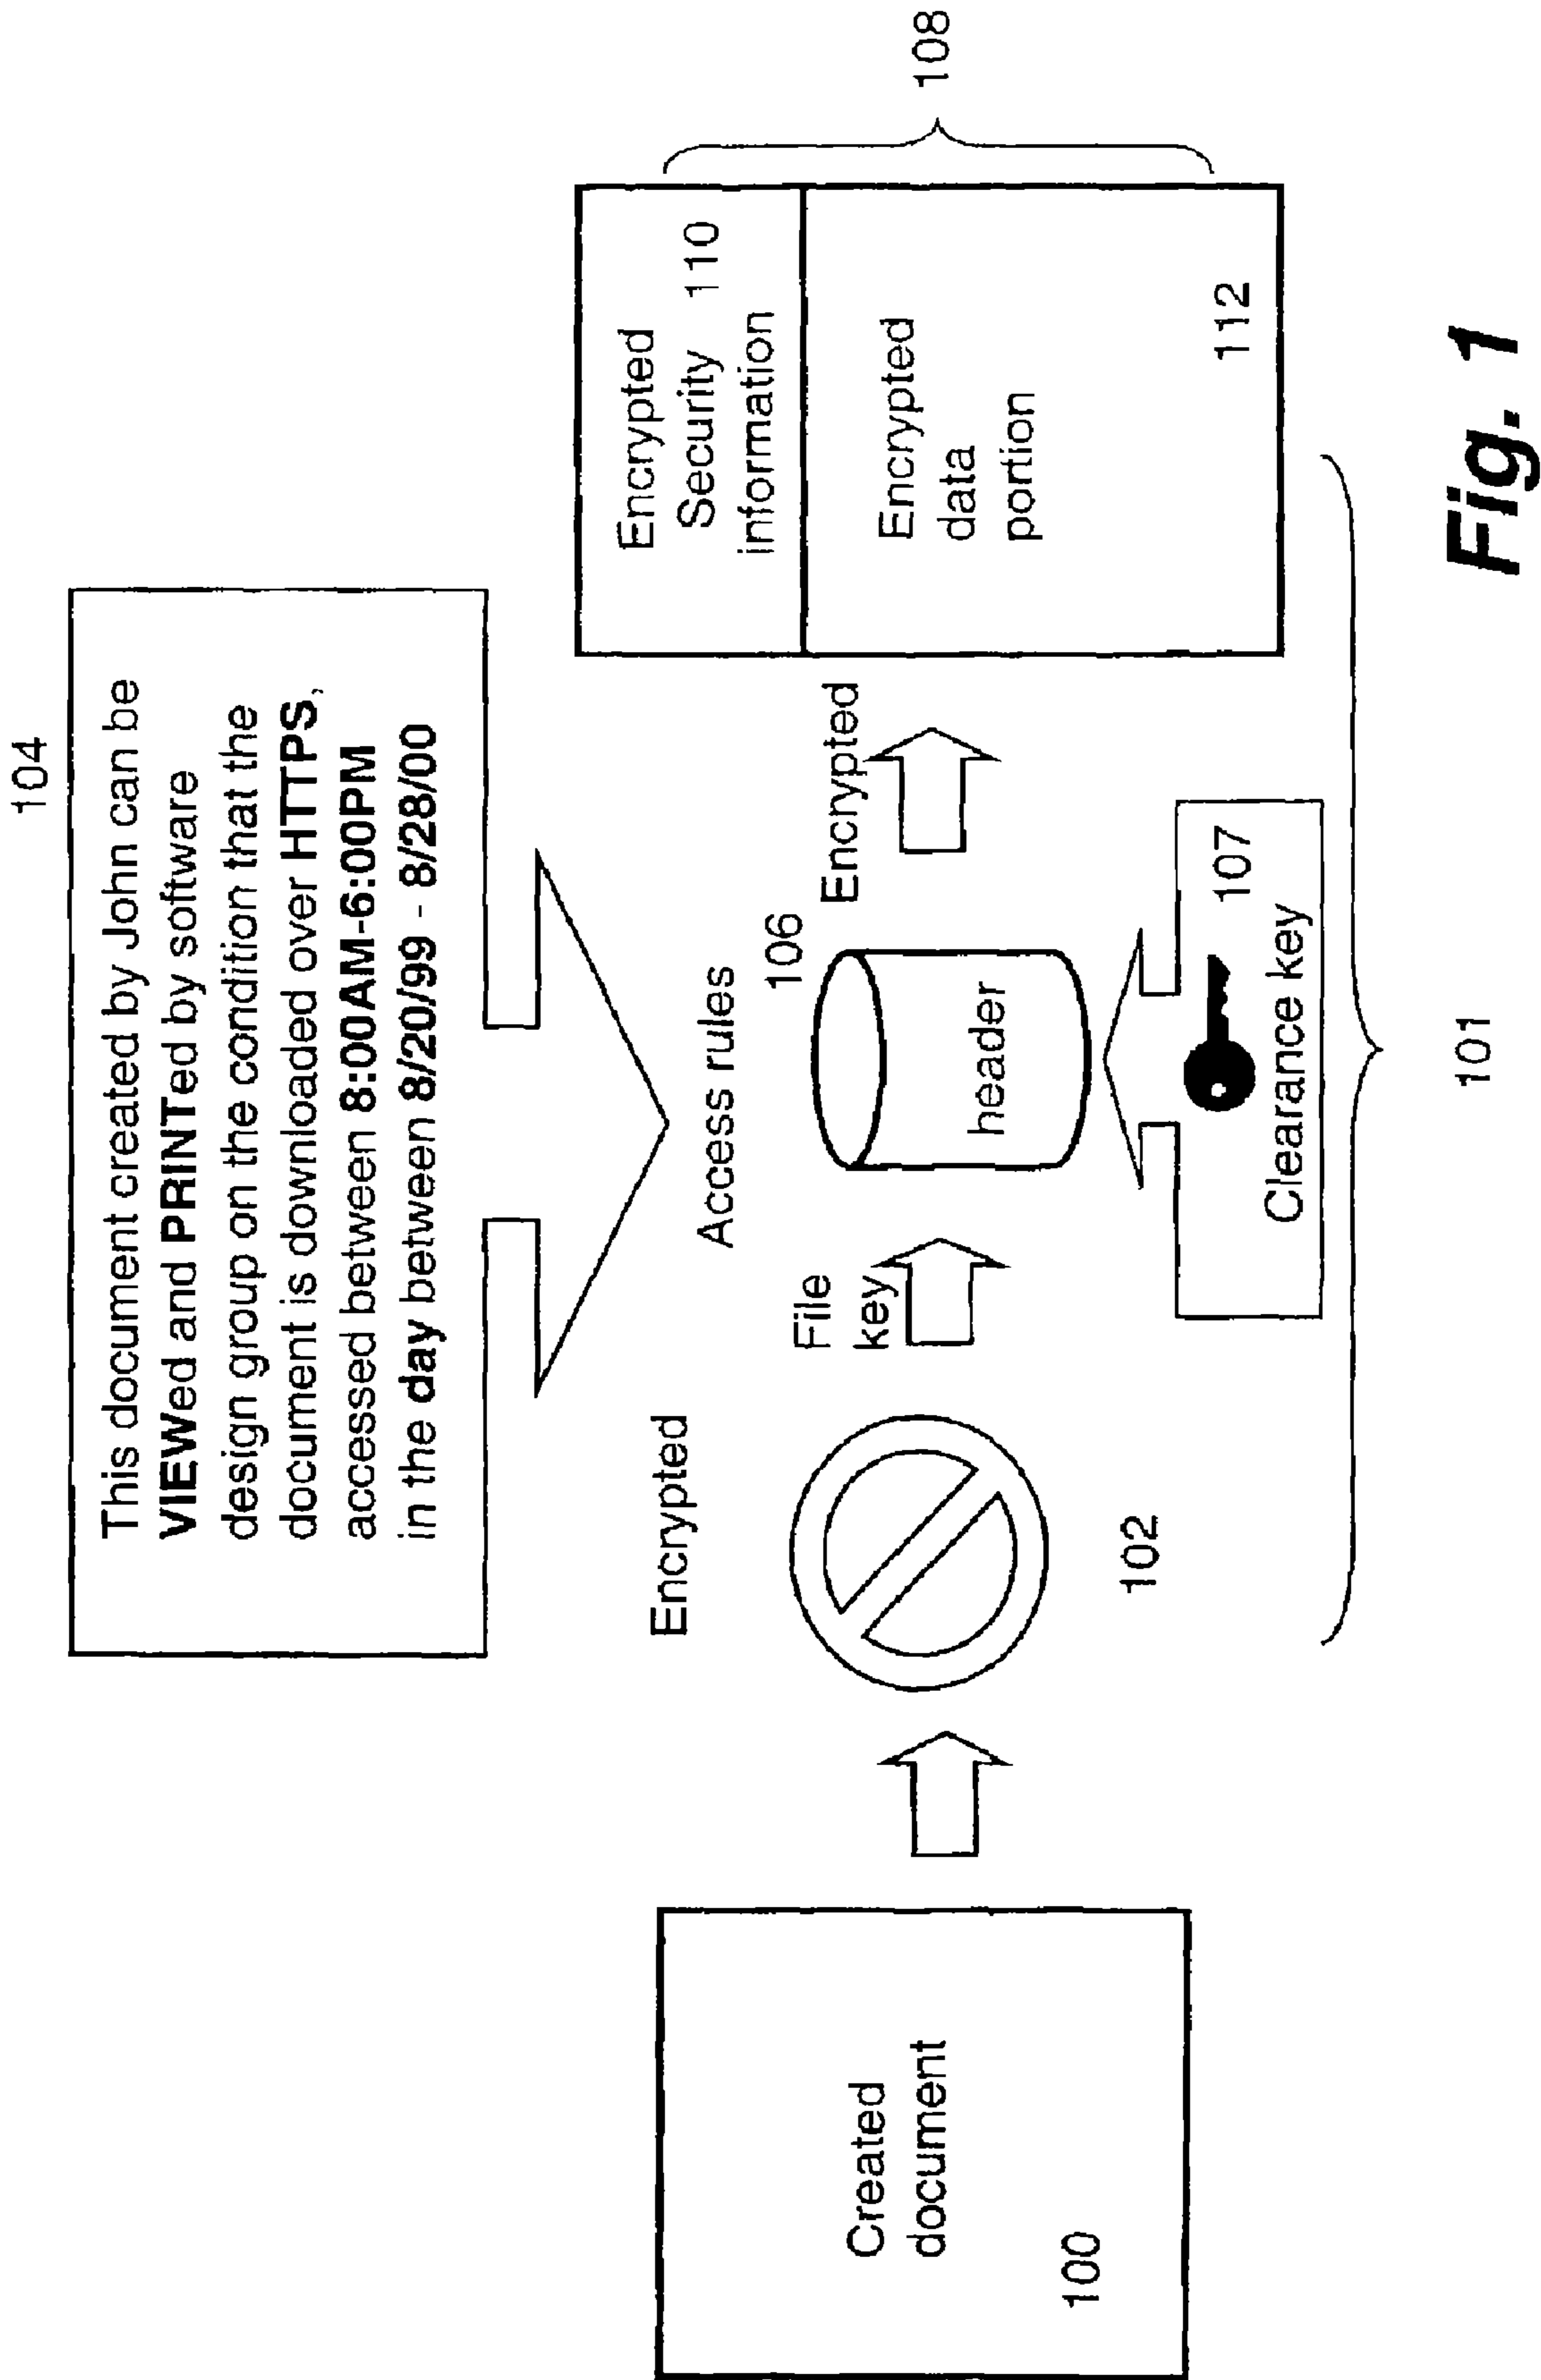 104
This document created by John can be
VIEWed and PRINTed by software
design group on the condition that the
document is downloaded over HTTPS,
accessed between 8:00AM-6:00PM
in the day between 8/20/99 - 8/28/00
Created
document
100
Encrypted
102
File
key
Access rules
106
header
107
Clearance key
Encrypted
Encrypted
Security 110
information
Encrypted
data
portion
112
108
101
Fig. 1